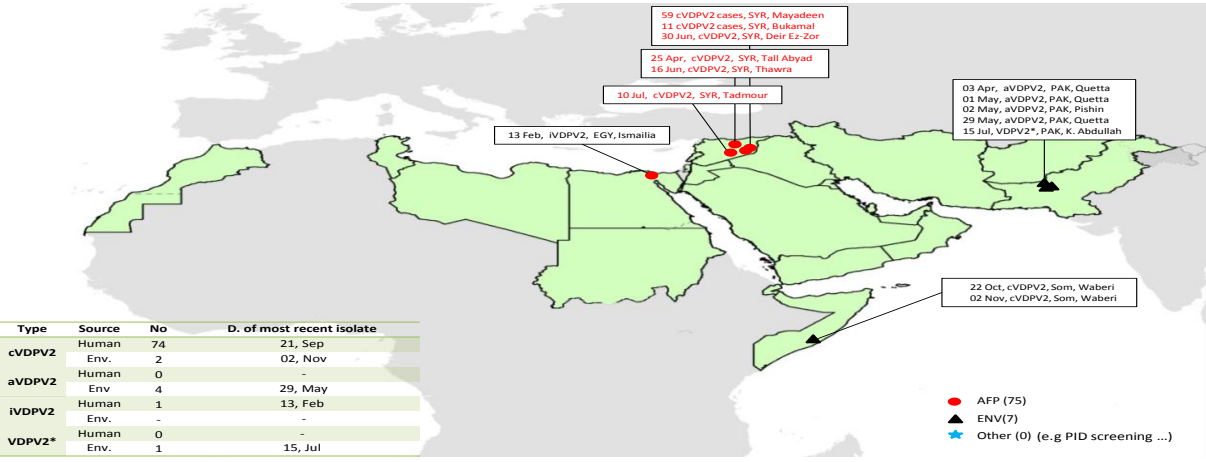 59 cVDPV2 cases, SYR, Mayadeen
11 cVDPV2 cases, SYR, Bukamal
30 Jun, cVDPV2, SYR, Deir Ez-Zor
25 Apr, cVDPV2, SYR, Tall Abyad
16 Jun, cVDPV2, SYR, Thawra
10 Jul, cVDPV2, SYR, Tadmour
13 Feb, iVDPV2, EGY, Ismailia
03 Apr, aVDPV2, PAK, Quetta
01 May, aVDPV2, PAK, Quetta
02 May, aVDPV2, PAK, Pishin
29 May, aVDPV2, PAK, Quetta
15 Jul, VDPV2*, PAK, K. Abdullah
22 Oct, cVDPV2, Som, Waberi
02 Nov, cVDPV2, Som, Waberi
Type Source No D. of most recent isolate
cVDPV2 Human 74 21, Sep
Env. 2 02, Nov
aVDPV2 Human 0 -
Env 4 29, May
iVDPV2 Human 1 13, Feb
Env. - -
VDPV2* Human 0 -
Env. 1 15, Jul
AFP (75)
ENV(7)
Other (0) (e.g PID screening ...)